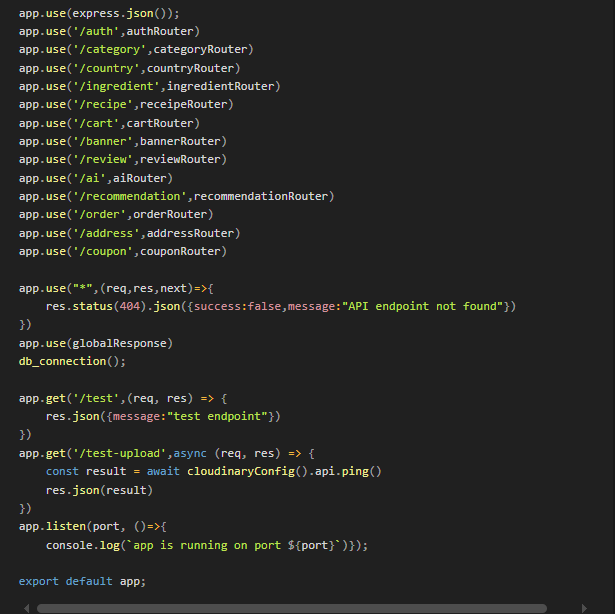 app.use(express.json());
app.use('/auth',authRouter)
app.use('/category',categoryRouter)
app.use('/country',countryRouter)
app.use('/ingredient',ingredientRouter)
app.use('/recipe',receipeRouter)
app.use('/cart',cartRouter)
app.use('/banner',bannerRouter)
app.use('/review',reviewRouter)
app.use('/ai',aiRouter)
app.use('/recommendation',recommendationRouter)
app.use('/order',orderRouter)
app.use('/address',addressRouter)
app.use('/coupon',couponRouter)
app.use("*",(req,res,next)=>{
    res.status(404).json({success:false,message:"API endpoint not found"})
})
app.use(globalResponse)
db_connection();
app.get('/test',(req, res) => {
    res.json({message:"test endpoint"})
})
app.get('/test-upload',async (req, res) => {
    const result = await cloudinaryConfig().api.ping()
    res.json(result)
})
app.listen(port, ()=>{
    console.log(`app is running on port ${port}`)});
export default app;